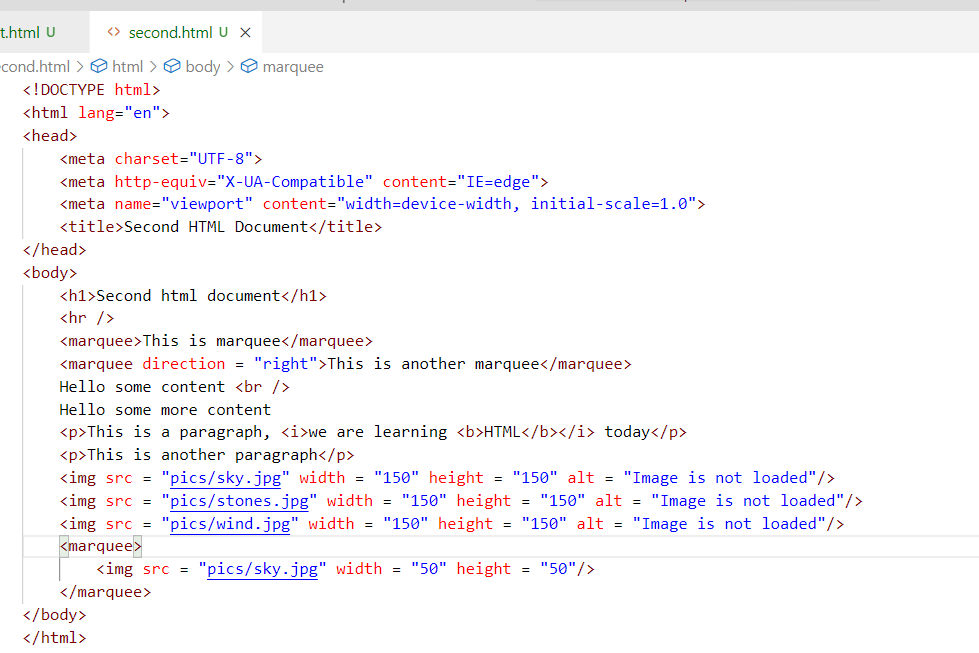 t.html U
<> second.html U ×
cond.html > html > body > marquee
<!DOCTYPE html>
<html lang="en">
<head>
    <meta charset="UTF-8">
    <meta http-equiv="X-UA-Compatible" content="IE=edge">
    <meta name="viewport" content="width=device-width, initial-scale=1.0">
    <title>Second HTML Document</title>
</head>
<body>
    <h1>Second html document</h1>
    <hr />
    <marquee>This is marquee</marquee>
    <marquee direction = "right">This is another marquee</marquee>
    Hello some content <br />
    Hello some more content
    <p>This is a paragraph, <i>we are learning <b>HTML</b></i> today</p>
    <p>This is another paragraph</p>
    <img src = "pics/sky.jpg" width = "150" height = "150" alt = "Image is not loaded"/>
    <img src = "pics/stones.jpg" width = "150" height = "150" alt = "Image is not loaded"/>
    <img src = "pics/wind.jpg" width = "150" height = "150" alt = "Image is not loaded"/>
    <marquee>
        <img src = "pics/sky.jpg" width = "50" height = "50"/>
    </marquee>
</body>
</html>